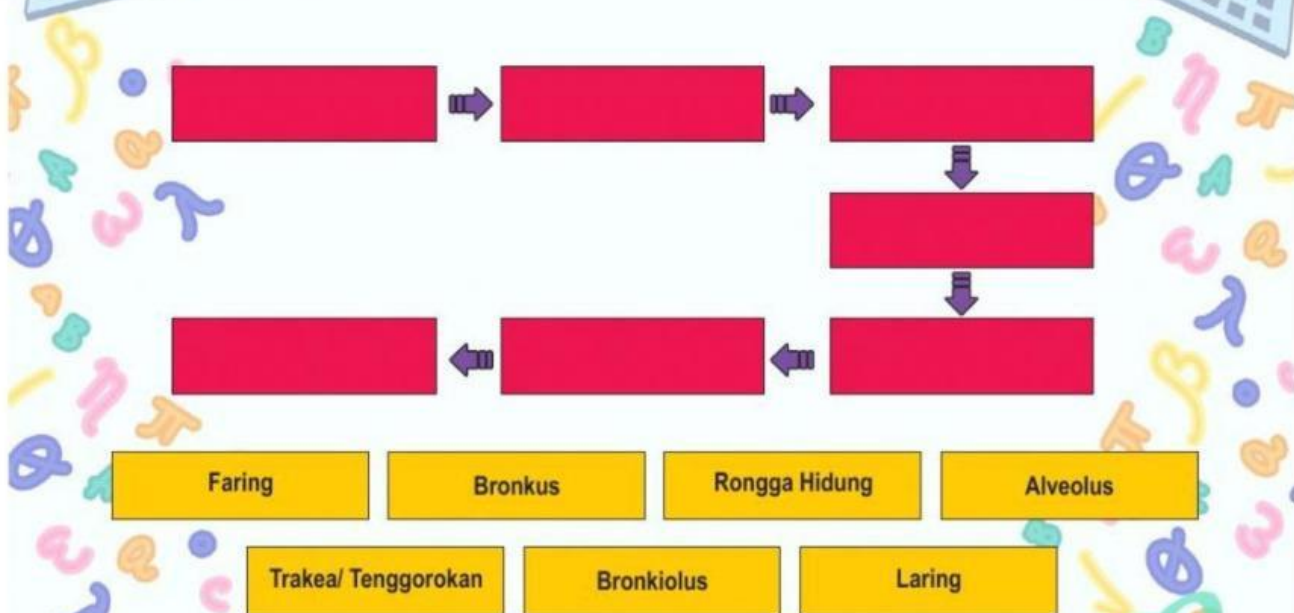 Faring
Bronkus
Rongga Hidung
Alveolus
Trakea/ Tenggorokan
Bronkiolus
Laring